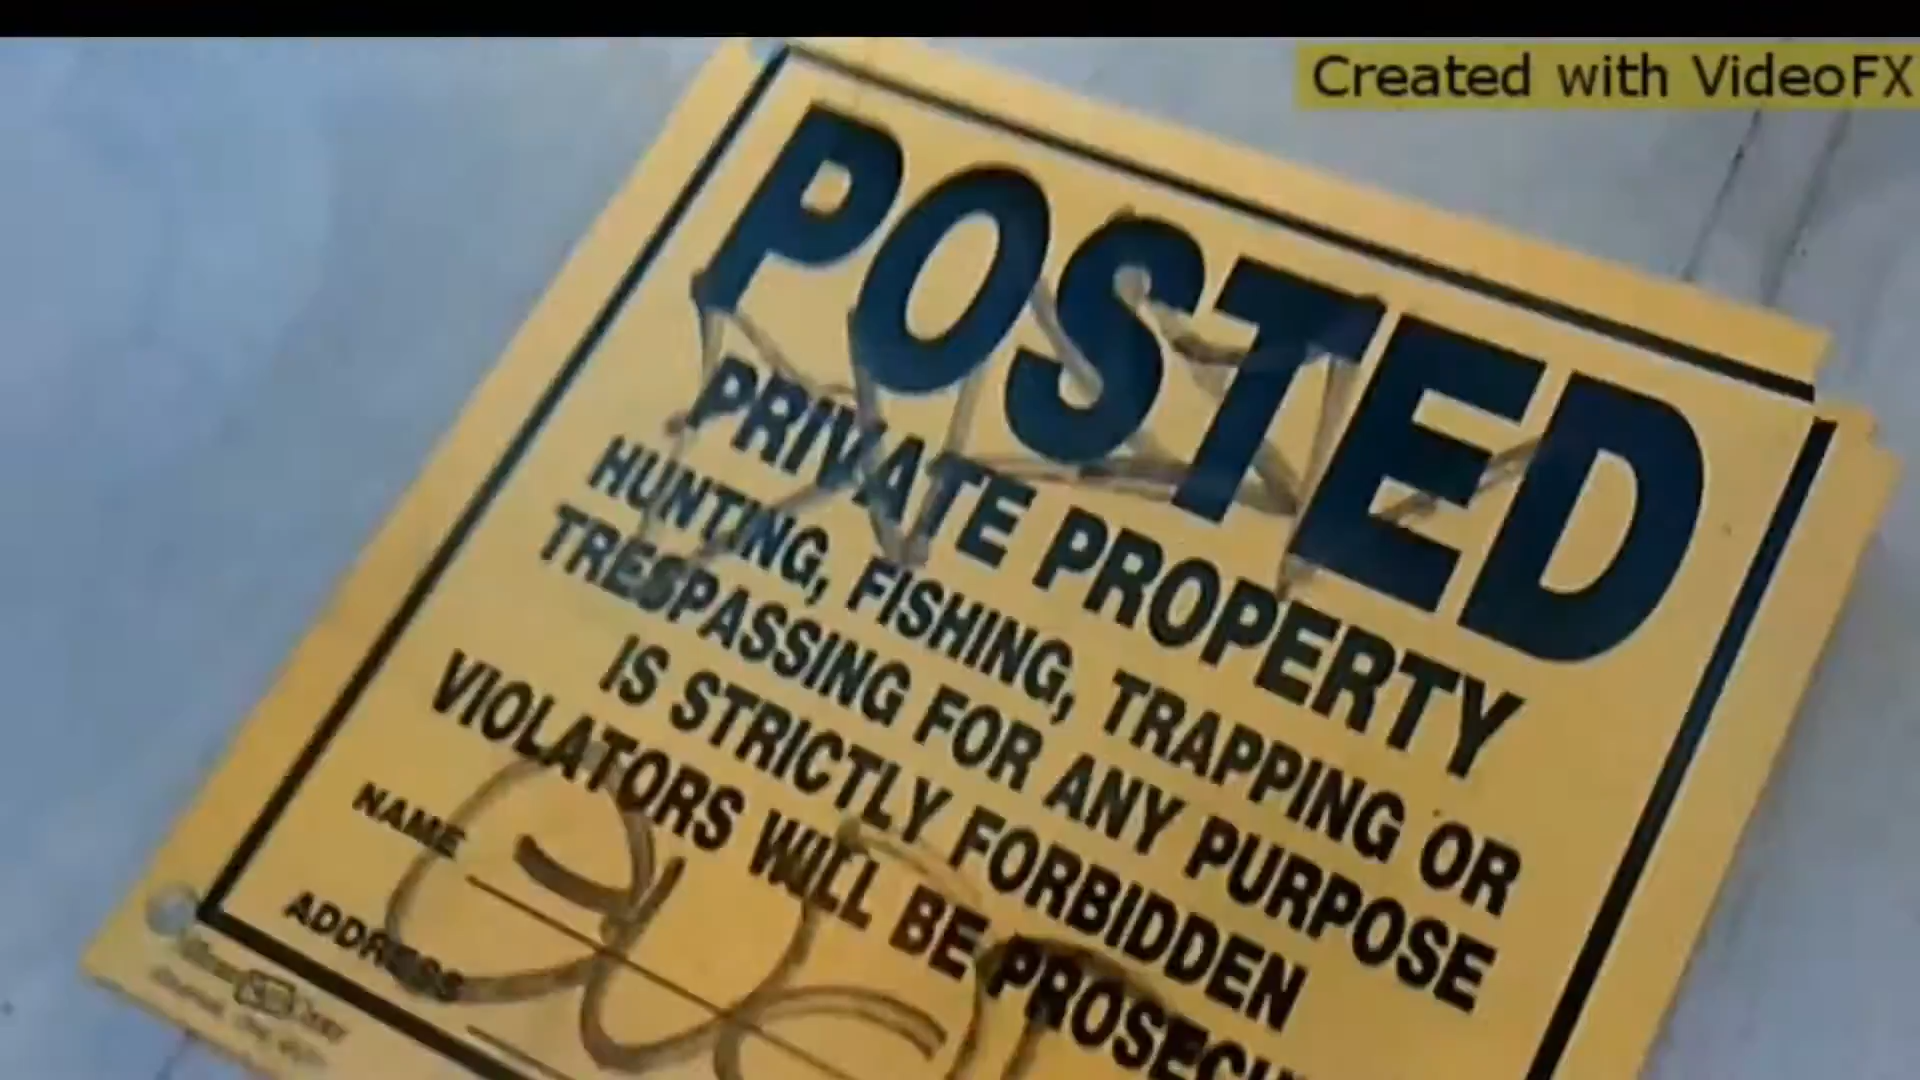 Created with VideoFX
POSTED
PRIVATE PROPERTY
HUNTING, FISHING, TRAPPING OR
TRESPASSING FOR ANY PURPOSE
IS STRICTLY FORBIDDEN
VIOLATORS WILL BE PROSECU
NAME
ADDRESS